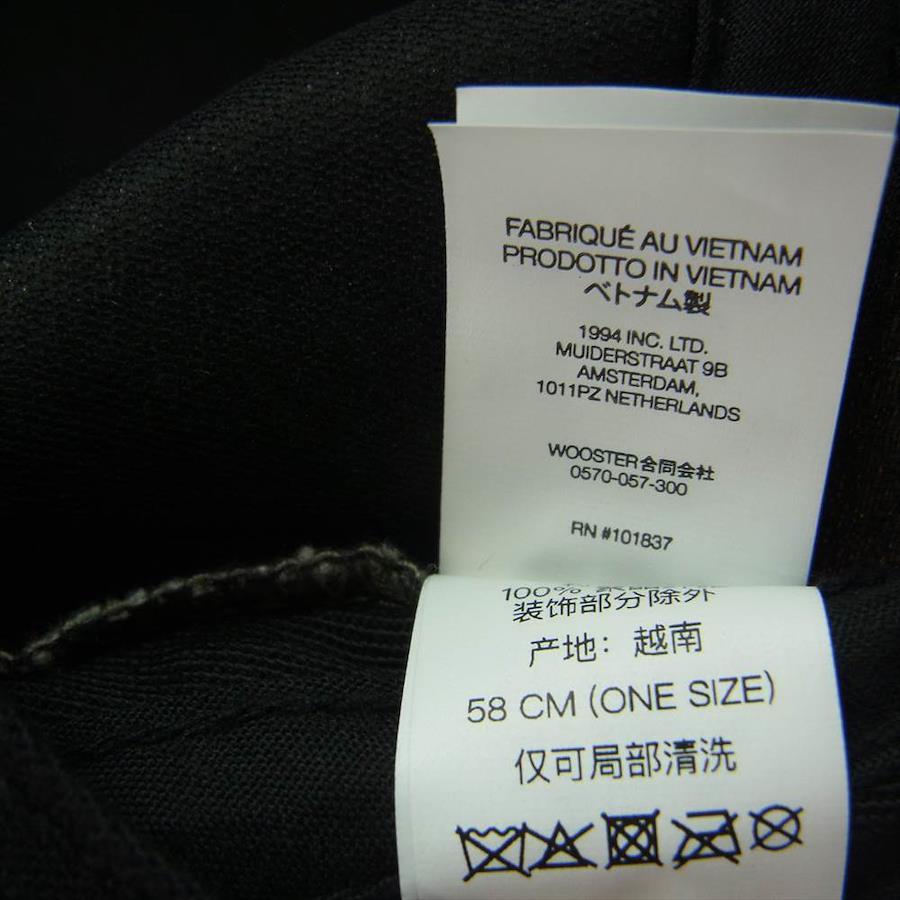 FABRIQUÉ AU VIETNAM
PRODOTTO IN VIETNAM
ベトナム製
1994 INC. LTD.
MUIDERSTRAAT 9B
AMSTERDAM,
1011PZ NETHERLANDS
WOOSTER合同会社
0570-057-300
RN #101837
100%
装饰部分除外
产地: 越南
58 CM (ONE SIZE)
仅可局部清洗